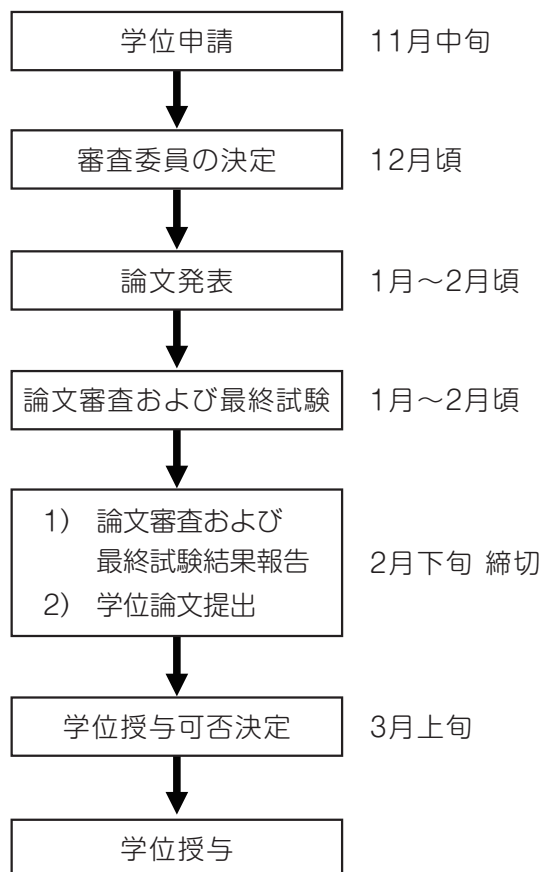 学位申請 11月中旬
審査委員の決定 12月頃
論文発表 1月～2月頃
論文審査および最終試験 1月～2月頃
1) 論文審査および
最終試験結果報告 2月下旬 締切
2) 学位論文提出
学位授与可否決定 3月上旬
学位授与